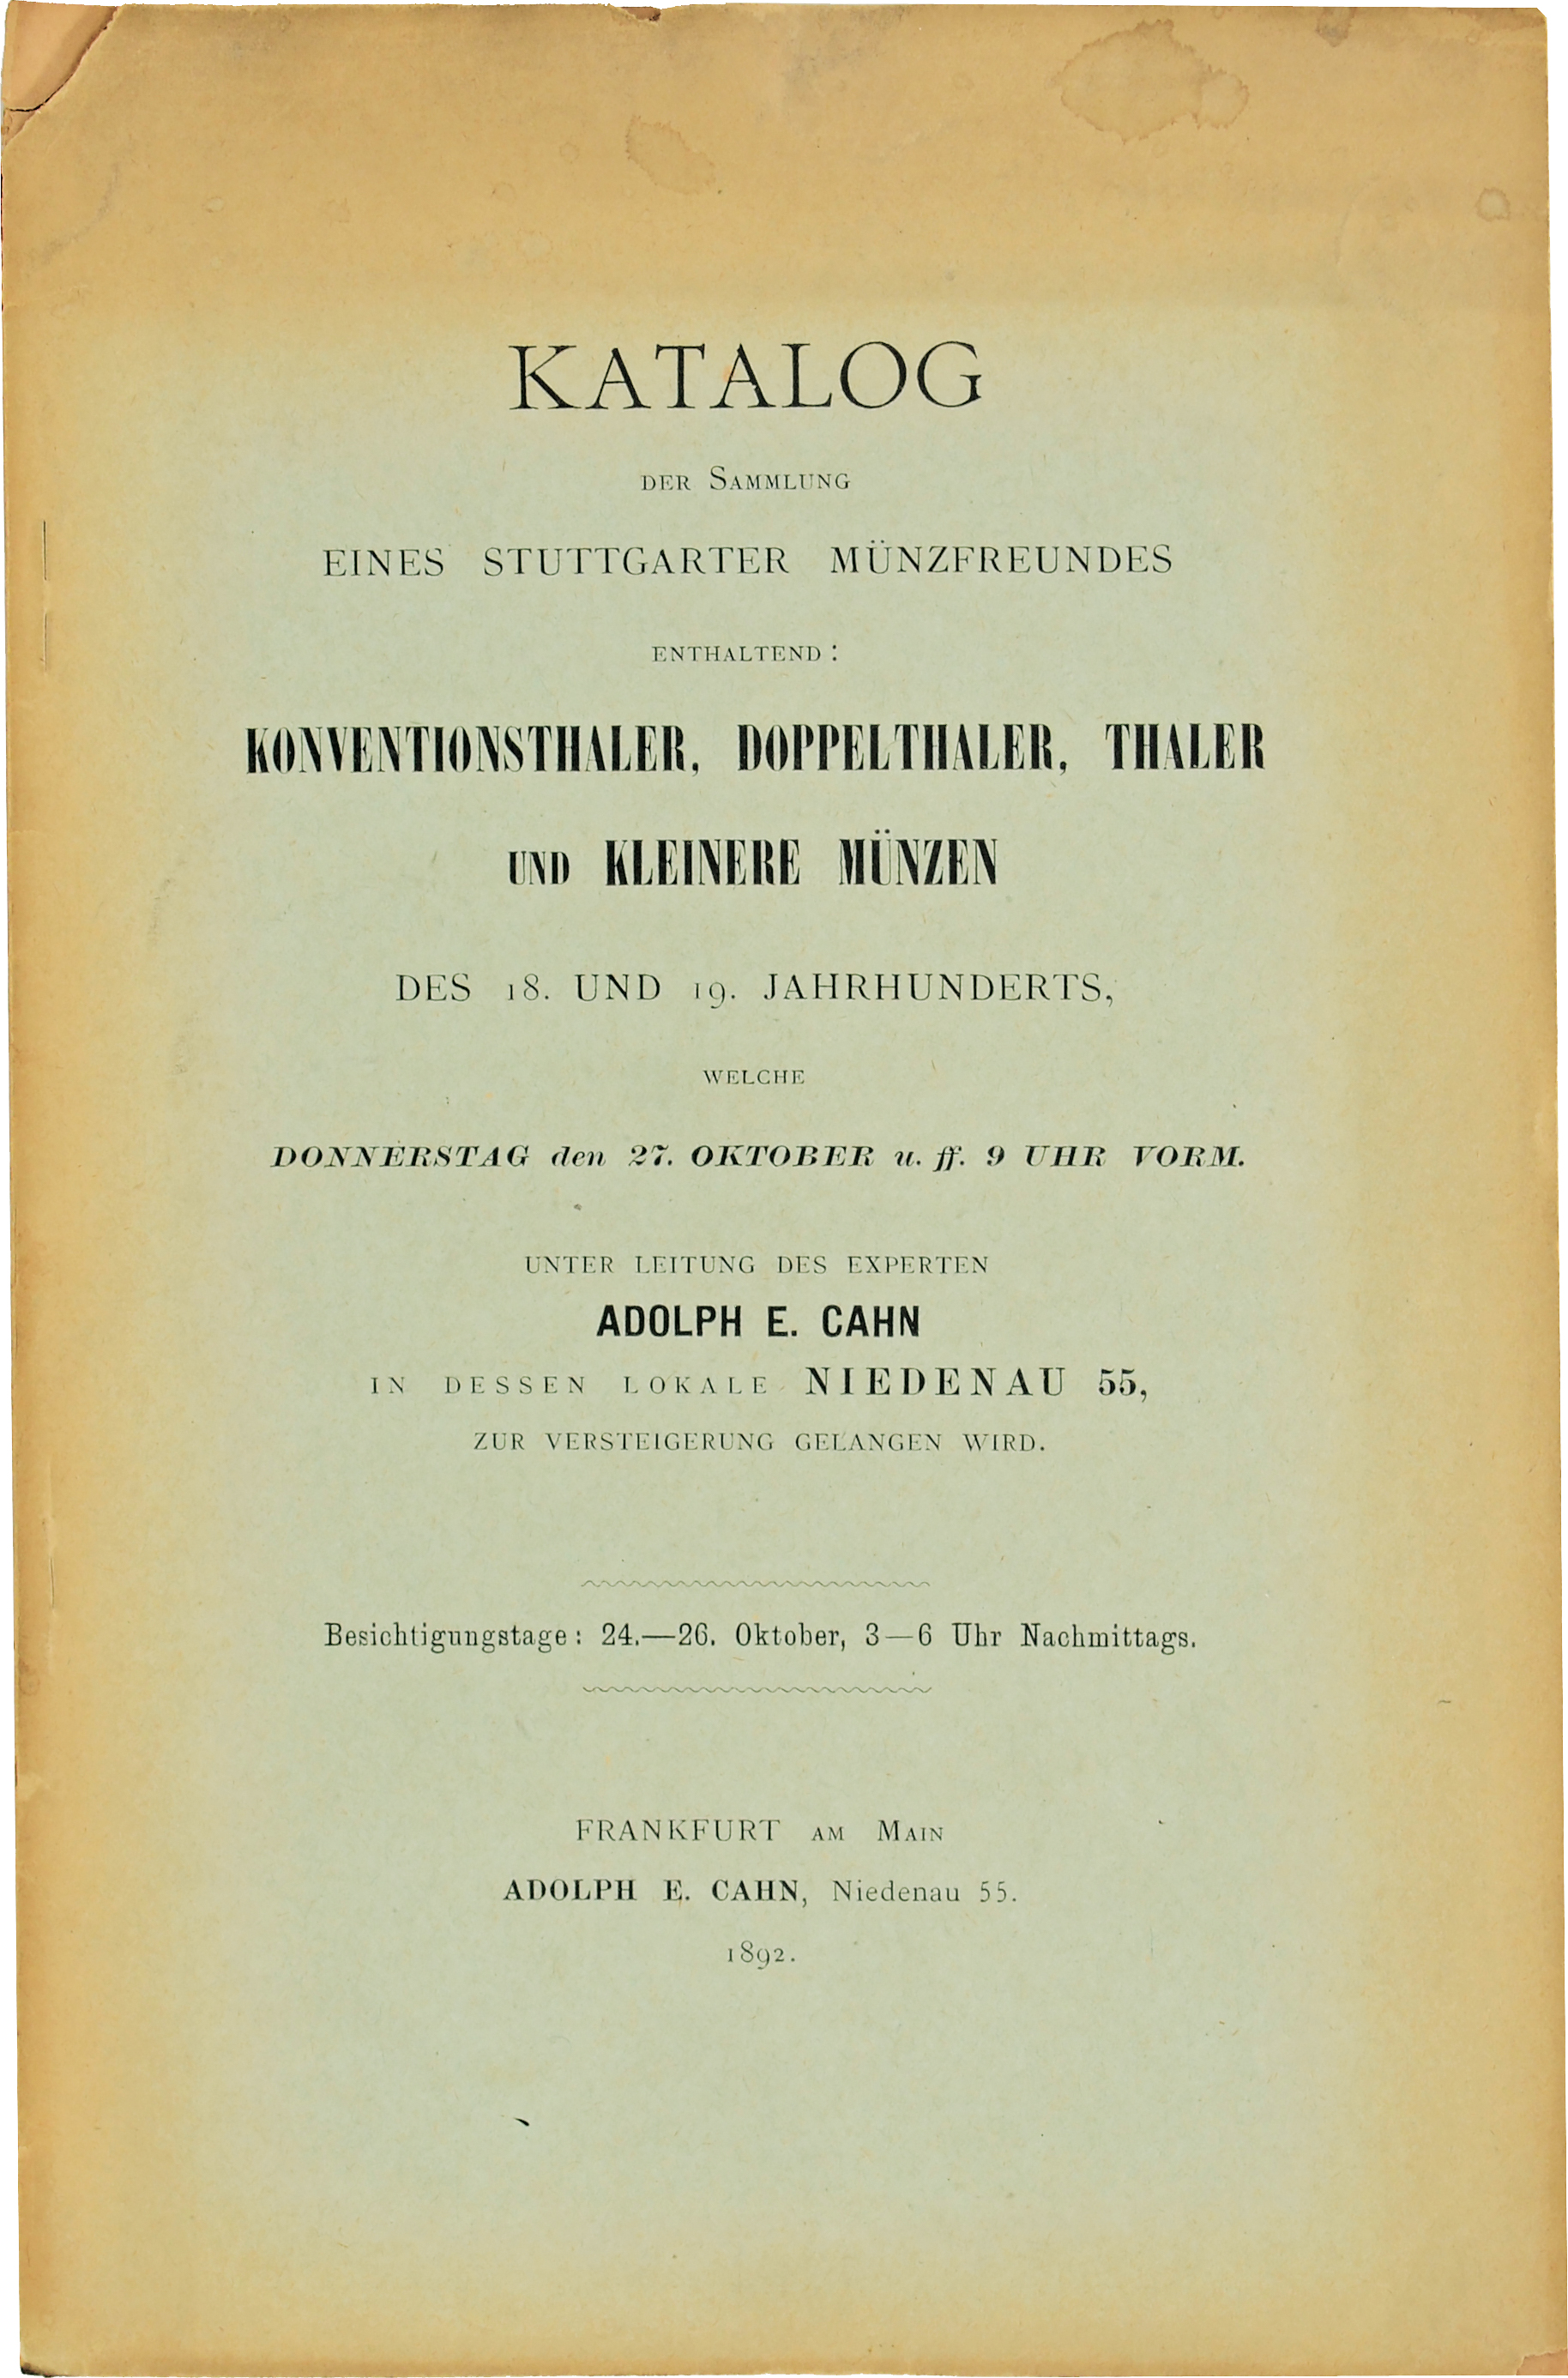 KATALOG
DER SAMMLUNG
EINES STUTTGARTER MÜNZFREUNDES
ENTHALTEND:
KONVENTIONSTHALER, DOPPELTHALER, THALER
UND KLEINERE MÜNZEN
DES 18. UND 19. JAHRHUNDERTS,
WELCHE
DONNERSTAG den 27. OKTOBER u. ff. 9 UHR VORM.
UNTER LEITUNG DES EXPERTEN
ADOLPH E. CAHN
IN DESSEN LOKALE NIEDENAU 55,
ZUR VERSTEIGERUNG GELANGEN WIRD.
Besichtigungstage: 24.—26. Oktober, 3—6 Uhr Nachmittags.
FRANKFURT AM MAIN
ADOLPH E. CAHN, Niedenau 55.
1892.